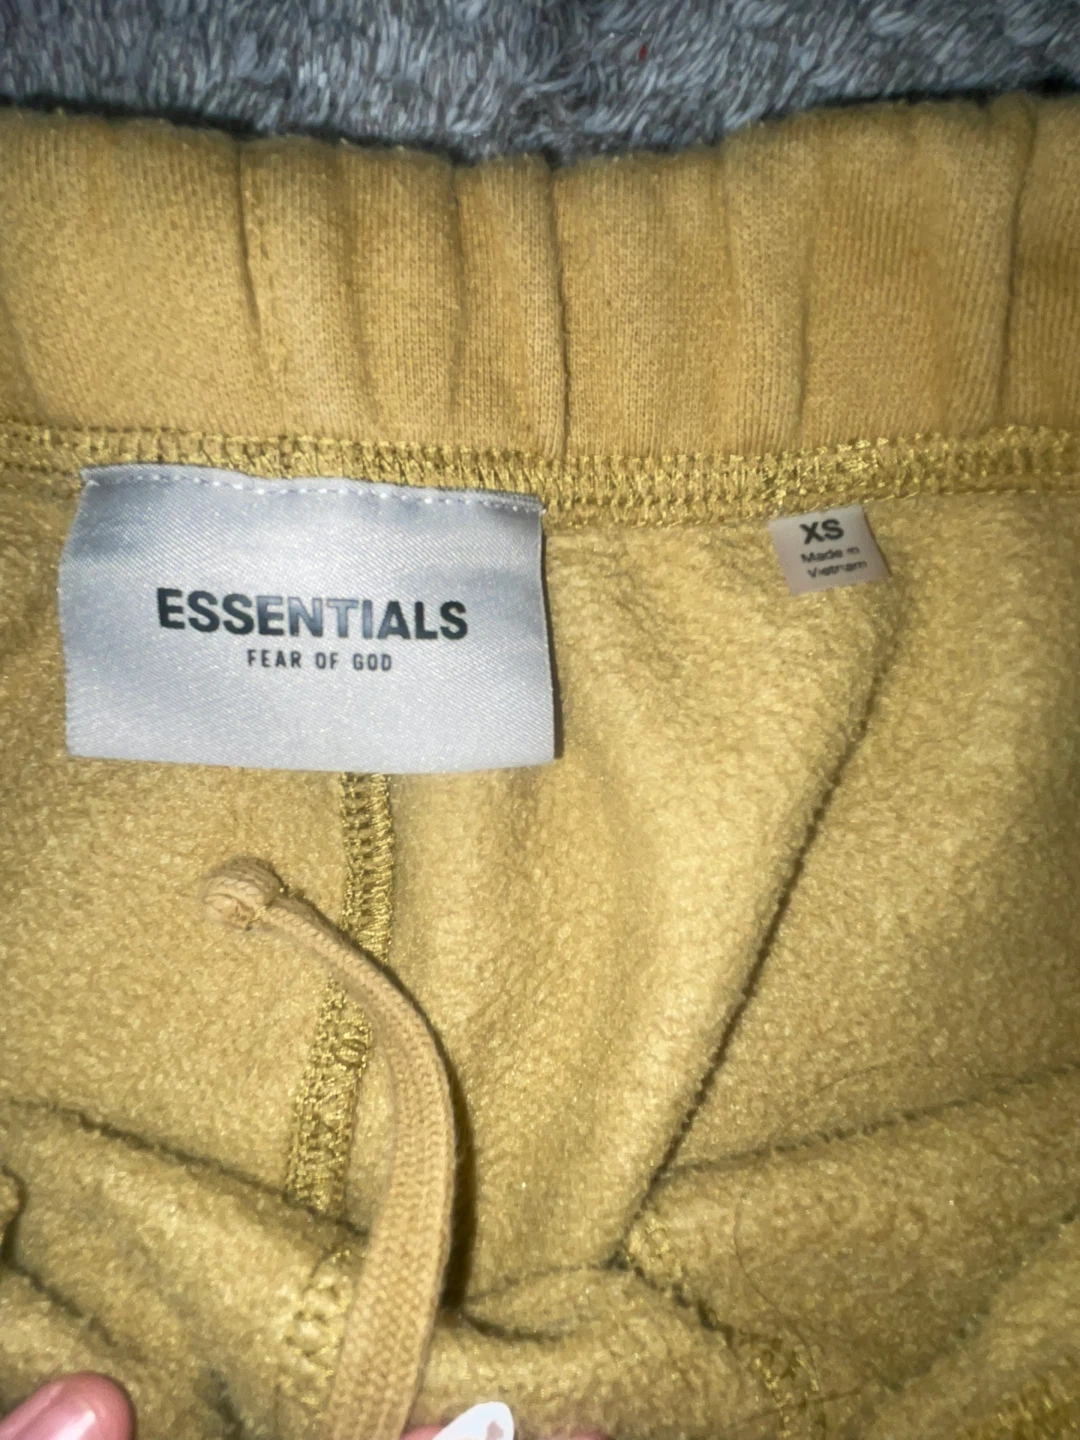 ESSENTIALS
FEAR OF GOD
XS
Made in
Vietnam